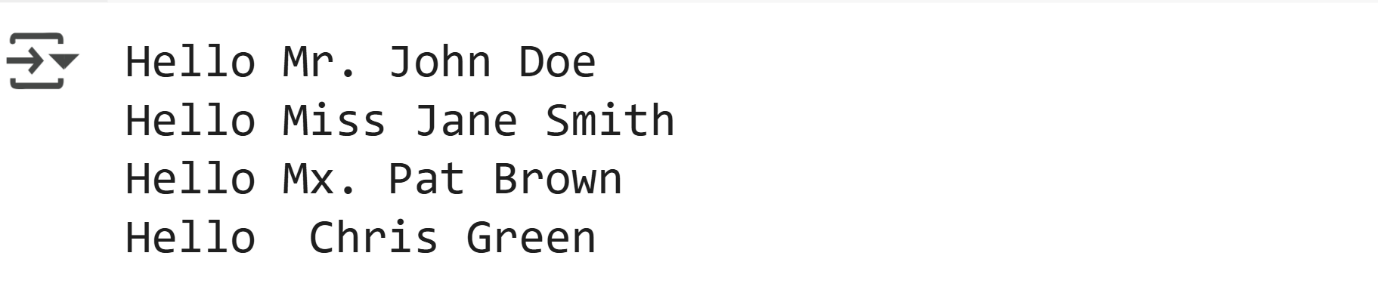 Hello Mr. John Doe
Hello Miss Jane Smith
Hello Mx. Pat Brown
Hello  Chris Green